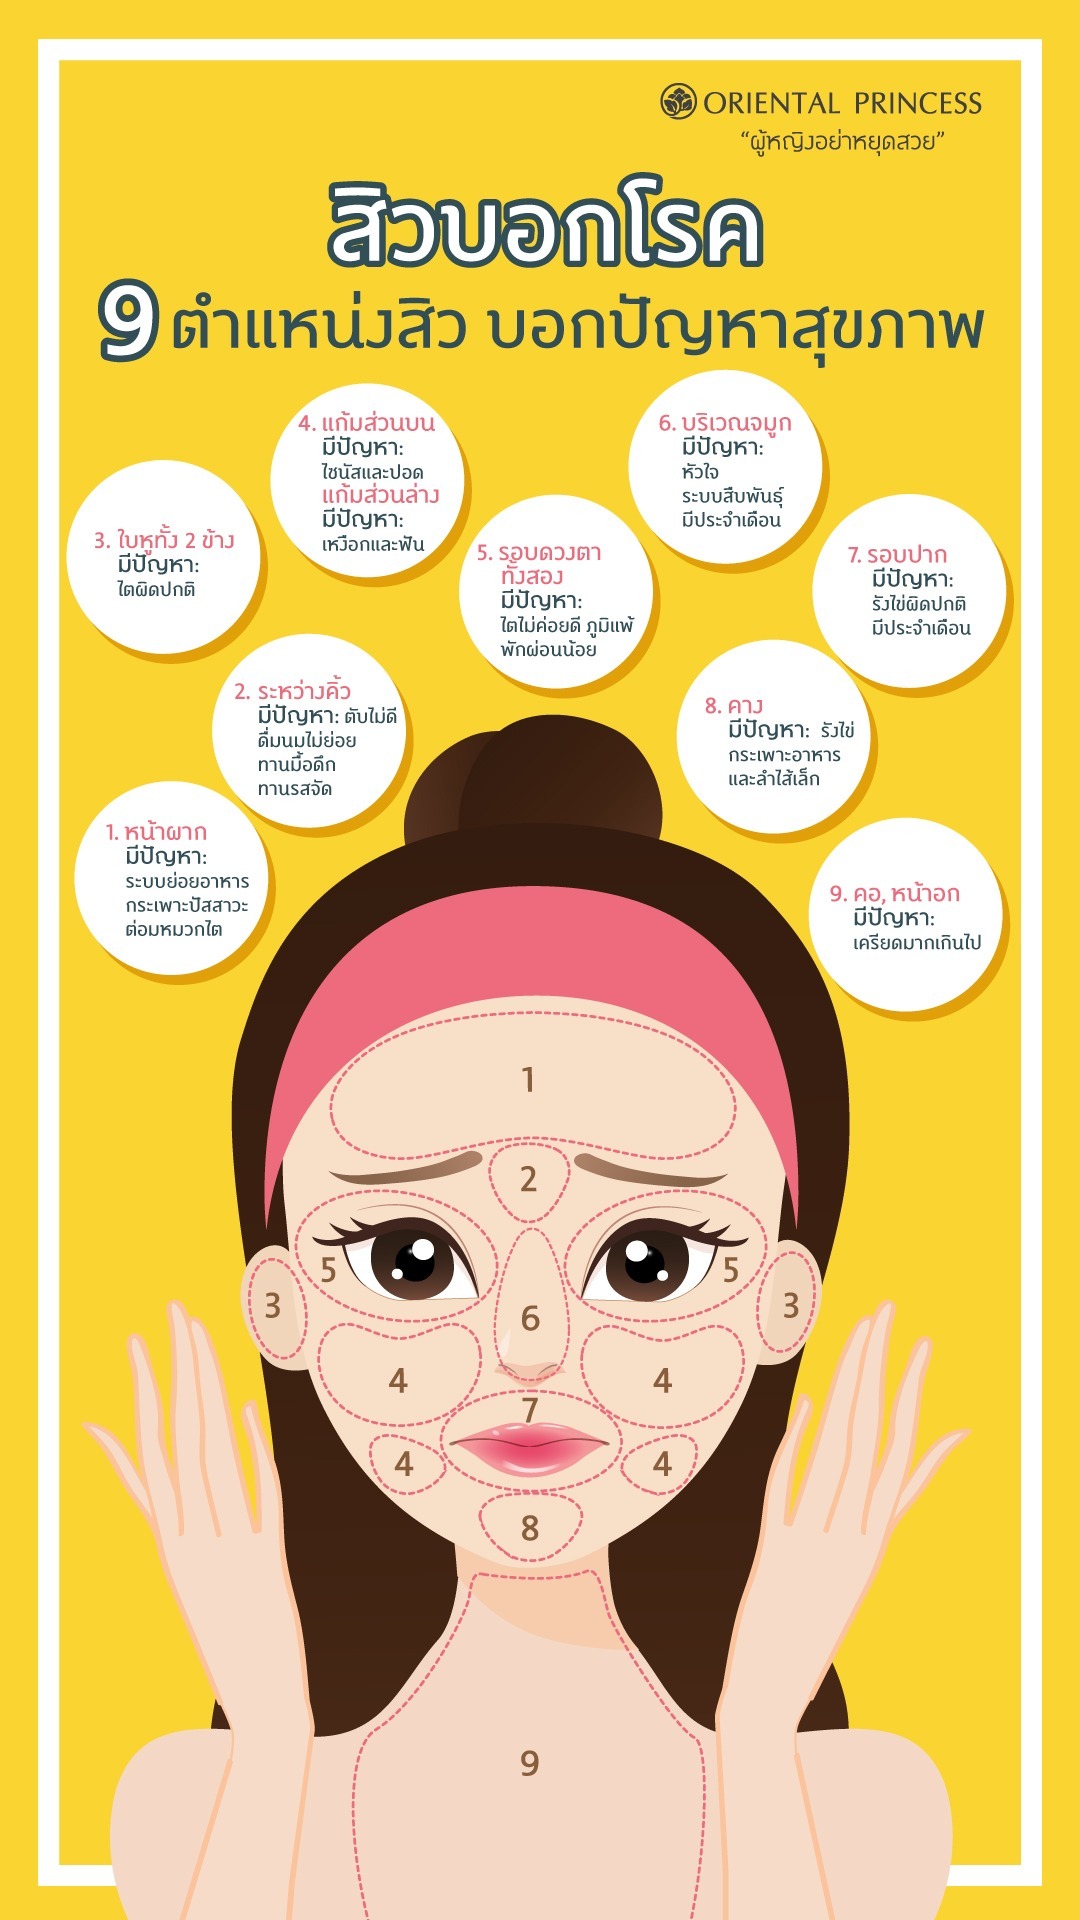 ORIENTAL PRINCESS
“ผู้หญิงอย่าหยุดสวย”
สิวบอกโรค
9 ตำแหน่งสิว บอกปัญหาสุขภาพ
4. แก้มส่วนบน
มีปัญหา:
ไซนัสและปอด
แก้มส่วนล่าง
มีปัญหา:
เหงือกและฟัน
6. บริเวณจมูก
มีปัญหา:
หัวใจ
ระบบสืบพันธุ์
มีประจำเดือน
3. ใบหูทั้ง 2 ข้าง
มีปัญหา:
ไตผิดปกติ
5. รอบดวงตา
ทั้งสอง
มีปัญหา:
ไตไม่ค่อยดี ภูมิแพ้
พักผ่อนน้อย
7. รอบปาก
มีปัญหา:
รังไข่ผิดปกติ
มีประจำเดือน
2. ระหว่างคิ้ว
มีปัญหา: ตับไม่ดี
ดื่มนมไม่ย่อย
ทานมื้อดึก
ทานรสจัด
8. คาง
มีปัญหา: รังไข่
กระเพาะอาหาร
และลำไส้เล็ก
1. หน้าผาก
มีปัญหา:
ระบบย่อยอาหาร
กระเพาะปัสสาวะ
ต่อมหมวกไต
9. คอ, หน้าอก
มีปัญหา:
เครียดมากเกินไป
1
2
5
5
3
3
6
4
4
7
4
4
8
9